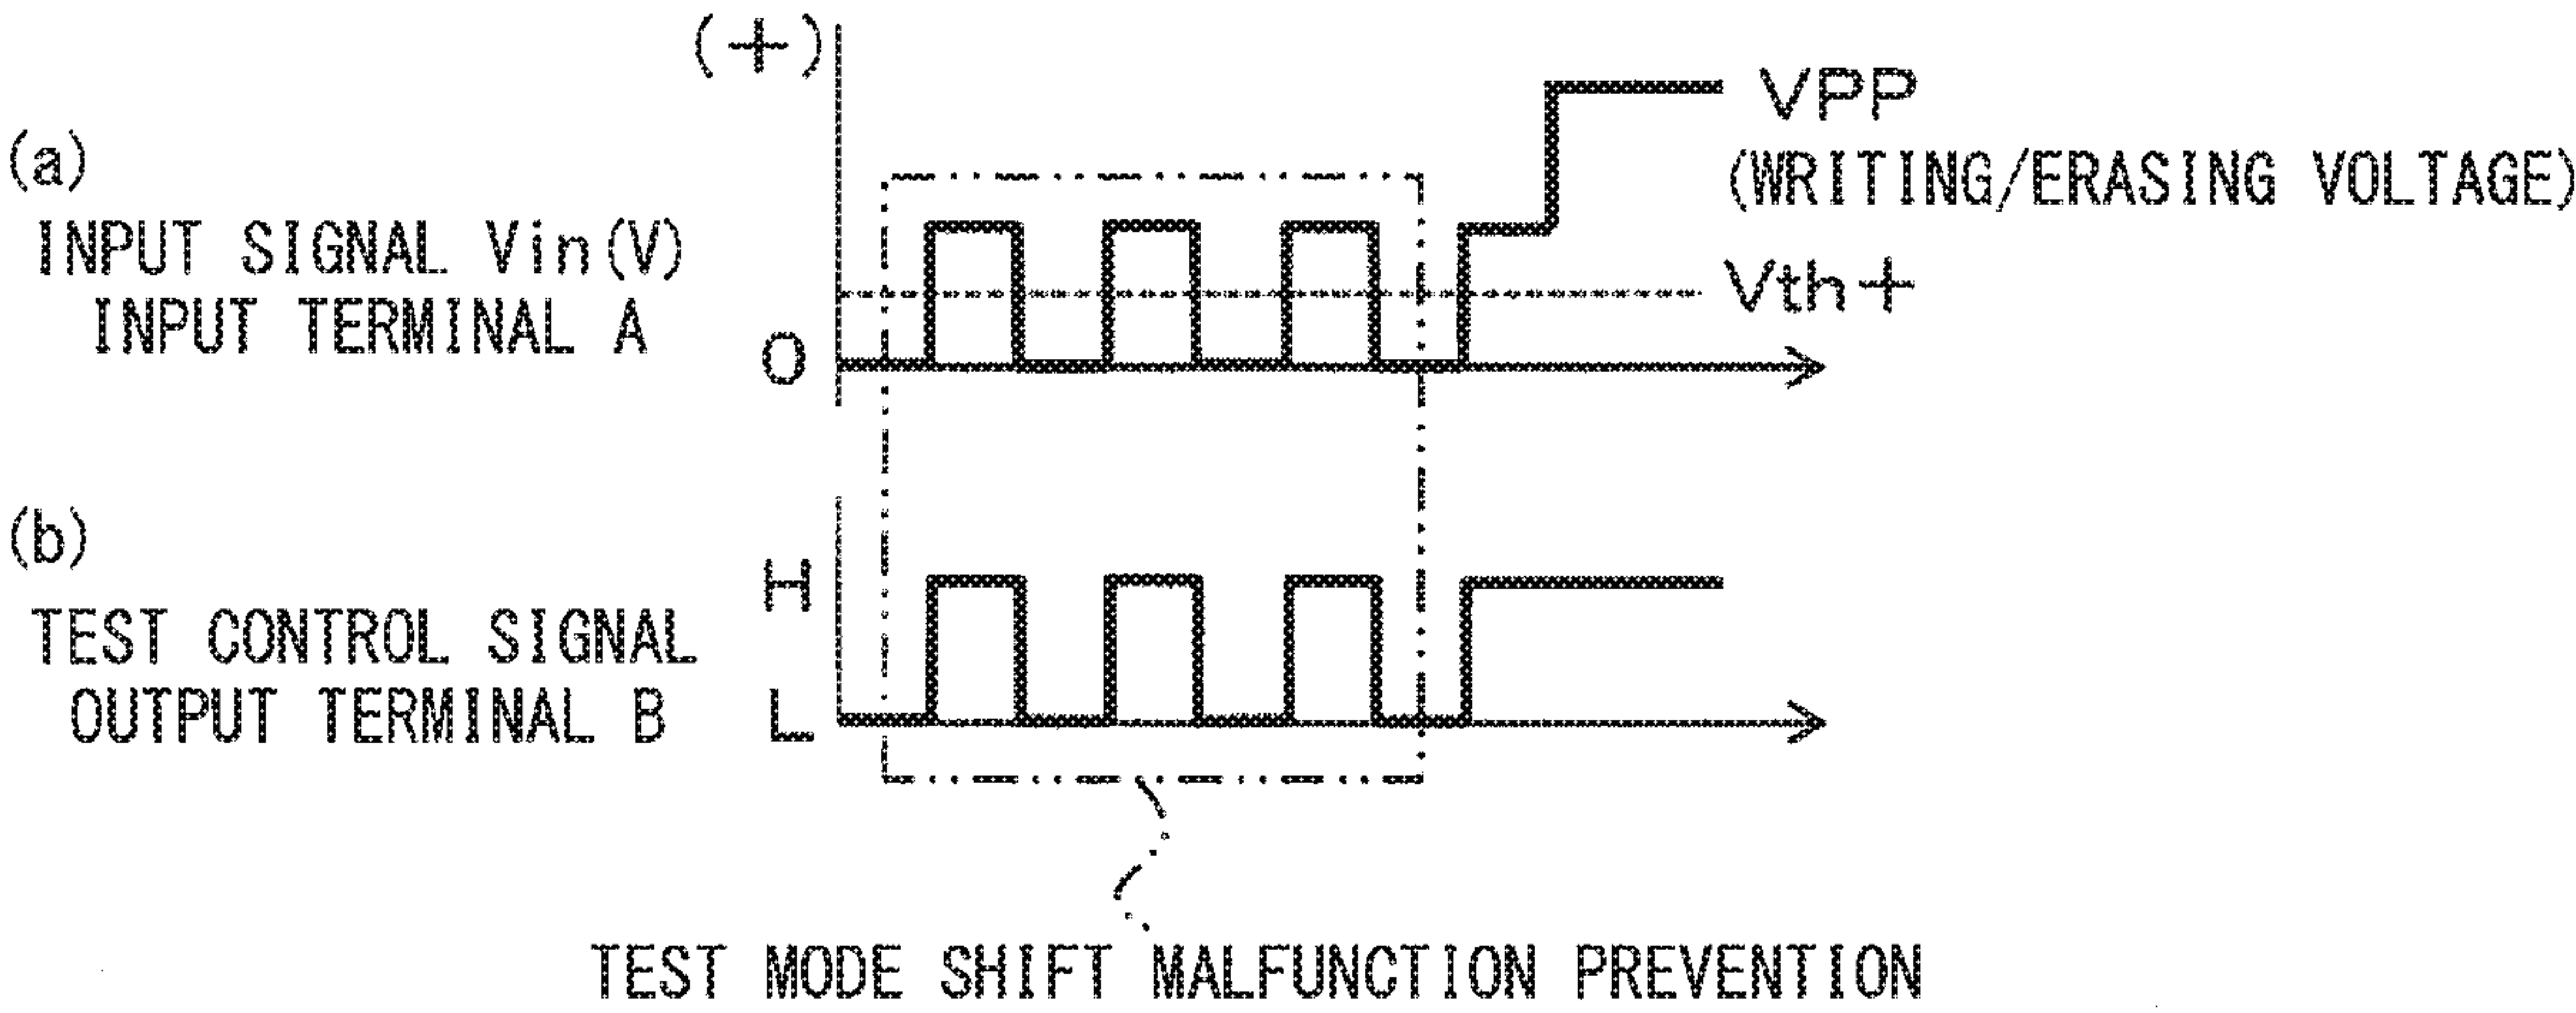 (+)
VPP
(a)
(WRITING/ERASING VOLTAGE)
INPUT SIGNAL Vin(V)
INPUT TERMINAL A
Vth+
0
(b)
H
TEST CONTROL SIGNAL
OUTPUT TERMINAL B
L
TEST MODE SHIFT MALFUNCTION PREVENTION